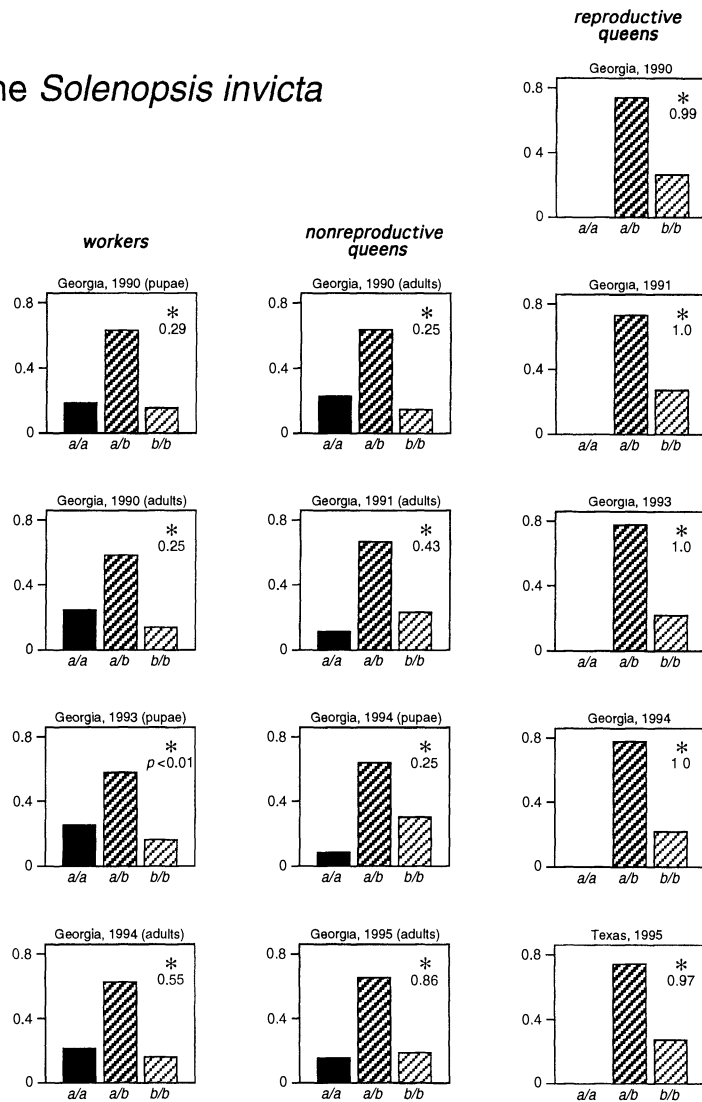 reproductive
queens
ne Solenopsis invicta
Georgia, 1990
0.8
*
0.99
0 4
0
a/a a/b b/b
workers
nonreproductive
queens
Georgia, 1990 (pupae)
0.8
*
0.29
0.4
0
a/a a/b b/b
Georgia, 1990 (adults)
0.8
*
0.25
0.4
0
a/a a/b b/b
Georgia, 1991
0.8
*
1.0
0.4
0
a/a a/b b/b
Georgia, 1990 (adults)
0.8
*
0.25
0.4
0
a/a a/b b/b
Georgia, 1991 (adults)
0.8
*
0.43
0.4
0
a/a a/b b/b
Georgia, 1993
0.8
*
1.0
0.4
0
a/a a/b b/b
Georgia, 1993 (pupae)
0.8
*
p<0.01
0.4
0
a/a a/b b/b
Georgia, 1994 (pupae)
0.8
*
0.25
0.4
0
a/a a/b b/b
Georgia, 1994
0.8
*
1 0
0.4
0
a/a a/b b/b
Georgia, 1994 (adults)
0.8
*
0.55
0.4
0
a/a a/b b/b
Georgia, 1995 (adults)
0.8
*
0.86
0.4
0
a/a a/b b/b
Texas, 1995
0.8
*
0.97
0.4
0
a/a a/b b/b